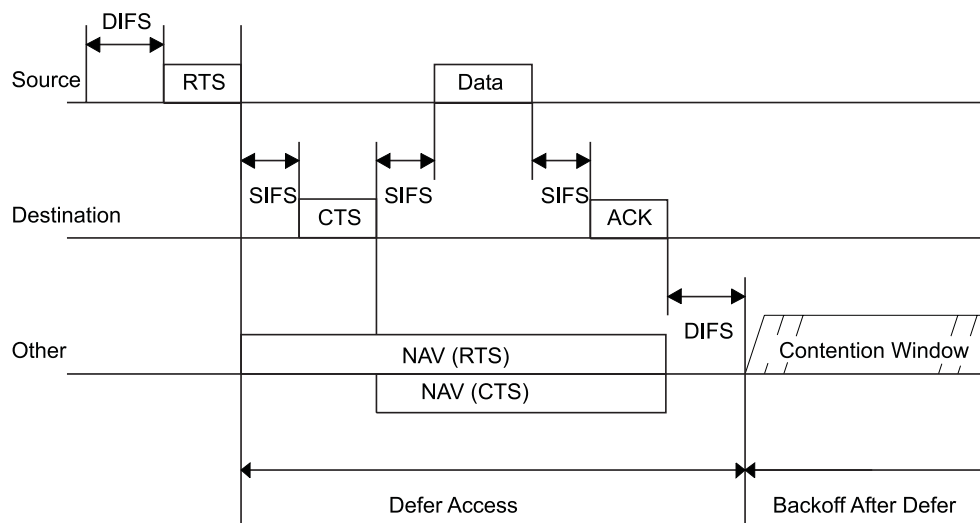 DIFS
Source
RTS
Data
SIFS
SIFS
SIFS
Destination
CTS
ACK
DIFS
Other
NAV (RTS)
Contention Window
NAV (CTS)
Defer Access
Backoff After Defer